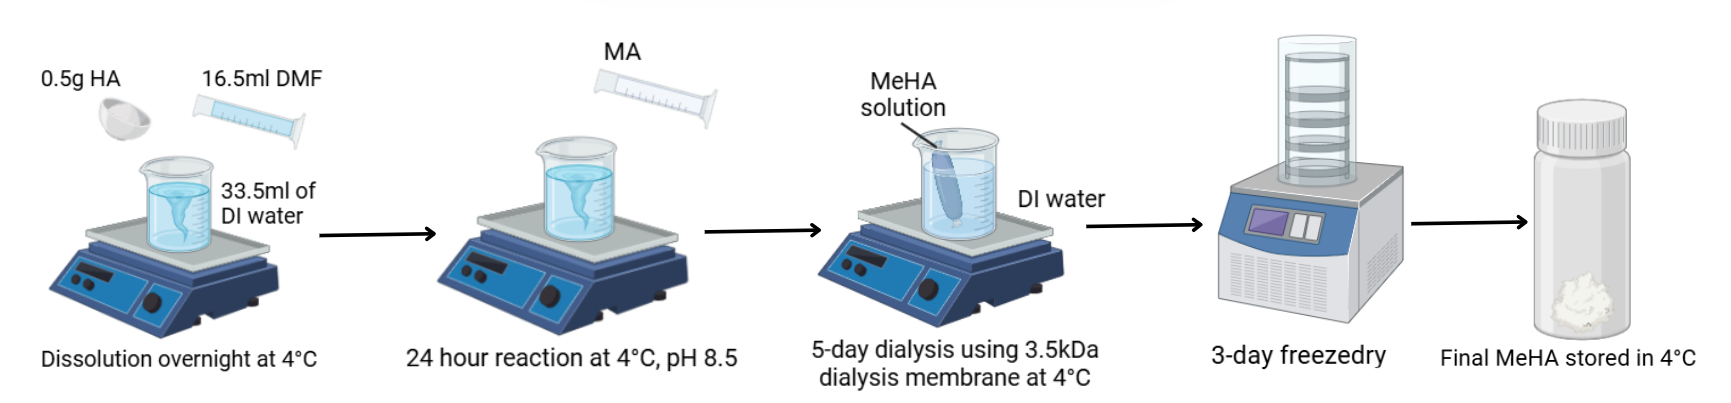 0.5g HA
16.5ml DMF
33.5ml of
DI water
Dissolution overnight at 4°C
MA
24 hour reaction at 4°C, pH 8.5
MeHA
solution
DI water
5-day dialysis using 3.5kDa
dialysis membrane at 4°C
3-day freezedry
Final MeHA stored in 4°C